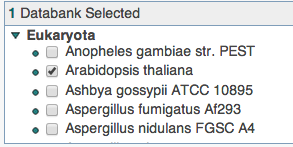 1 Databank Selected
Eukaryota
Anopheles gambiae str. PEST
Arabidopsis thaliana
Ashbya gossypii ATCC 10895
Aspergillus fumigatus Af293
Aspergillus nidulans FGSC A4